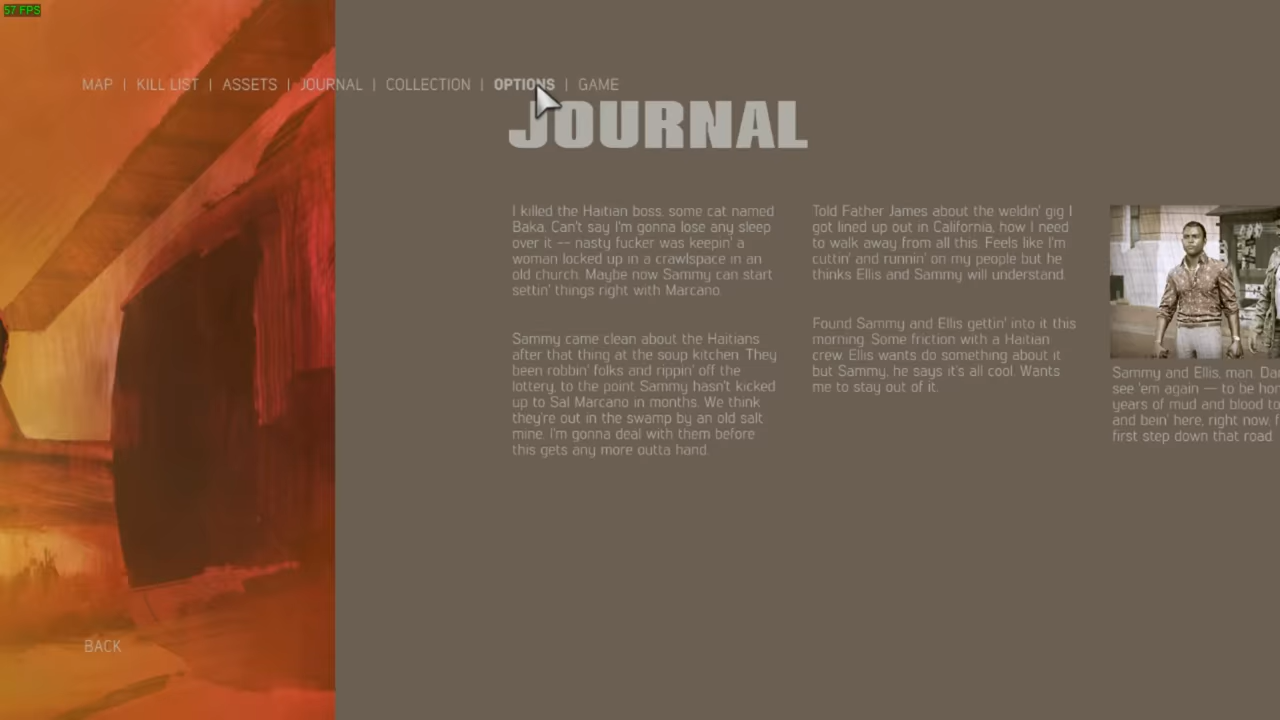 57 FPS
MAP | KILL LIST | ASSETS | JOURNAL | COLLECTION | OPTIONS | GAME
JOURNAL
I killed the Haitian boss, some cat named
Baka. Can't say I'm gonna lose any sleep
over it -- nasty fucker was keepin' a
woman locked up in a crawlspace in an
old church. Maybe now Sammy can start
settin' things right with Marcano.
Sammy came clean about the Haitians
after that thing at the soup kitchen. They
been robbin' folks and rippin' off the
lottery, to the point Sammy hasn't kicked
up to Sal Marcano in months. We think
they're out in the swamp by an old salt
mine. I'm gonna deal with them before
this gets any more outta hand.
Told Father James about the weldin' gig I
got lined up out in California, how I need
to walk away from all this. Feels like I'm
cuttin' and runnin' on my people but he
thinks Ellis and Sammy will understand.
Found Sammy and Ellis gettin' into it this
morning. Some friction with a Haitian
crew. Ellis wants do something about it
but Sammy, he says it's all cool. Wants
me to stay out of it.
Sammy and Ellis, man. Da
see 'em again — to be ho
years of mud and blood to
and bein' here, right now, f
first step down that road.
BACK